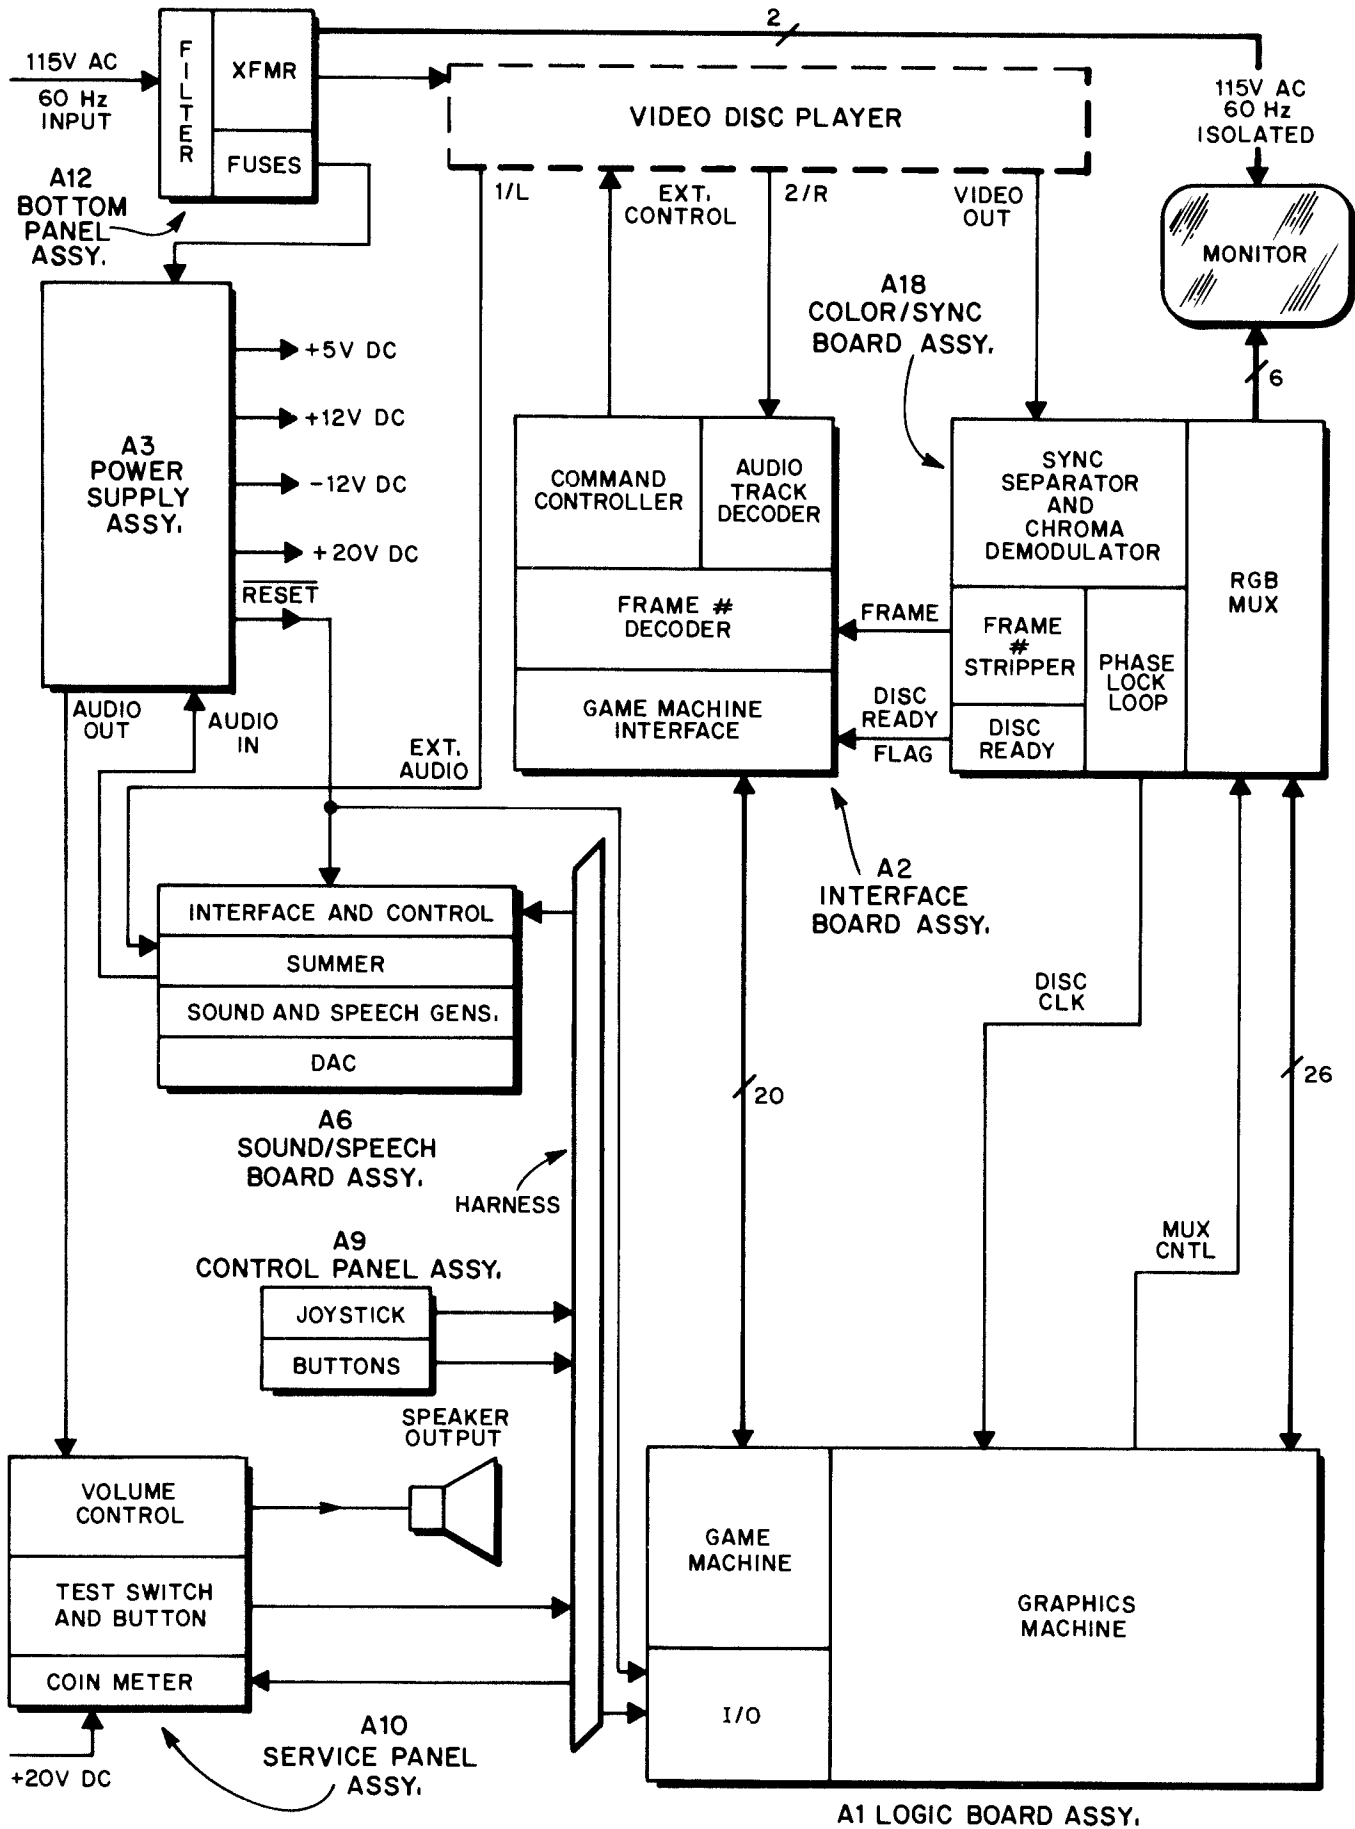 2
FILTER
XFMR
FUSES
115V AC
60 Hz
INPUT
VIDEO DISC PLAYER
115V AC
60 Hz
ISOLATED
A12
BOTTOM
PANEL
ASSY.
1/L
EXT.
CONTROL
2/R
VIDEO
OUT
MONITOR
A18
COLOR/SYNC
BOARD ASSY.
6
A3
POWER
SUPPLY
ASSY.
+5V DC
+12V DC
-12V DC
+20V DC
RESET
AUDIO
OUT
AUDIO
IN
EXT.
AUDIO
COMMAND
CONTROLLER
AUDIO
TRACK
DECODER
FRAME #
DECODER
GAME MACHINE
INTERFACE
FRAME
DISC
READY
FLAG
SYNC
SEPARATOR
AND
CHROMA
DEMODULATOR
FRAME
#
STRIPPER
DISC
READY
PHASE
LOCK
LOOP
RGB
MUX
A2
INTERFACE
BOARD ASSY.
INTERFACE AND CONTROL
SUMMER
SOUND AND SPEECH GENS.
DAC
A6
SOUND/SPEECH
BOARD ASSY.
HARNESS
DISC
CLK
20
26
MUX
CNTL
A9
CONTROL PANEL ASSY.
JOYSTICK
BUTTONS
SPEAKER
OUTPUT
VOLUME
CONTROL
TEST SWITCH
AND BUTTON
COIN METER
+20V DC
A10
SERVICE PANEL
ASSY.
GAME
MACHINE
I/O
GRAPHICS
MACHINE
A1 LOGIC BOARD ASSY.